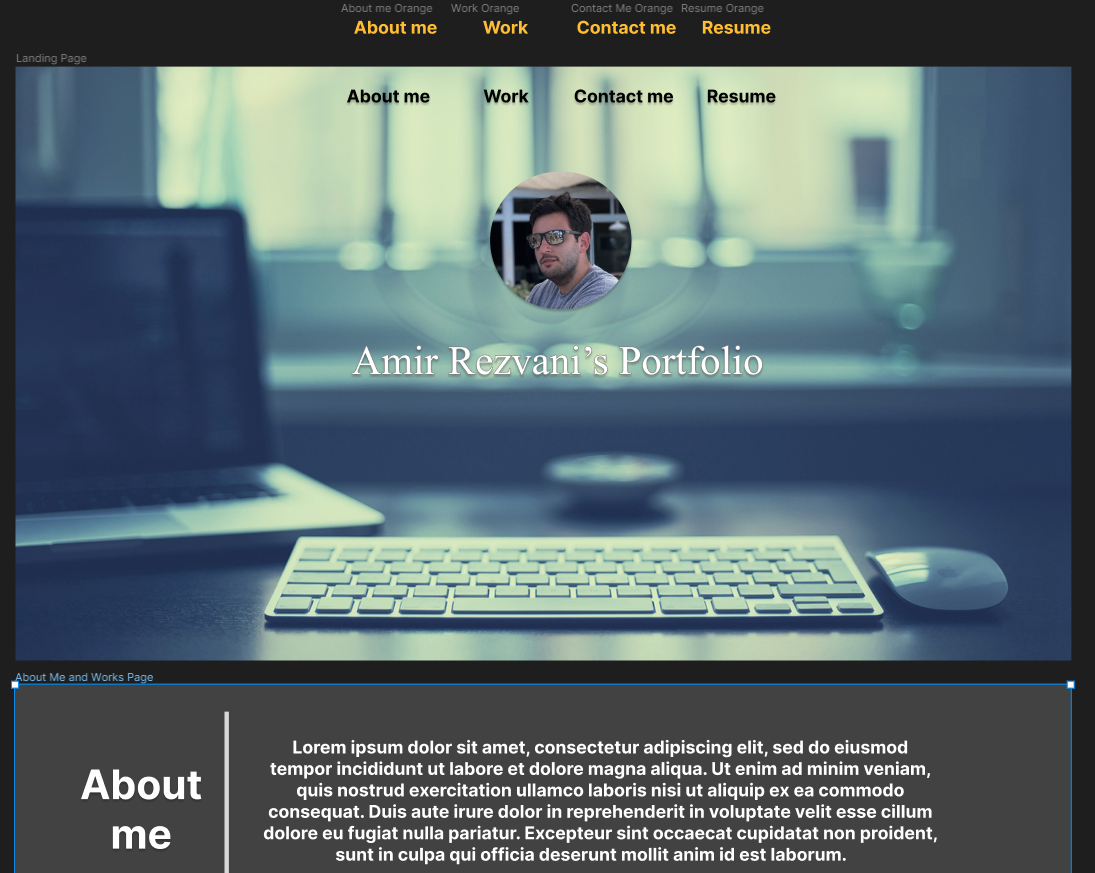 About me Orange Work Orange Contact Me Orange Resume Orange
About me Work Contact me Resume
Landing Page
About me Work Contact me Resume
Amir Rezvani’s Portfolio
About Me and Works Page
About
me
Lorem ipsum dolor sit amet, consectetur adipiscing elit, sed do eiusmod
tempor incididunt ut labore et dolore magna aliqua. Ut enim ad minim veniam,
quis nostrud exercitation ullamco laboris nisi ut aliquip ex ea commodo
consequat. Duis aute irure dolor in reprehenderit in voluptate velit esse cillum
dolore eu fugiat nulla pariatur. Excepteur sint occaecat cupidatat non proident,
sunt in culpa qui officia deserunt mollit anim id est laborum.